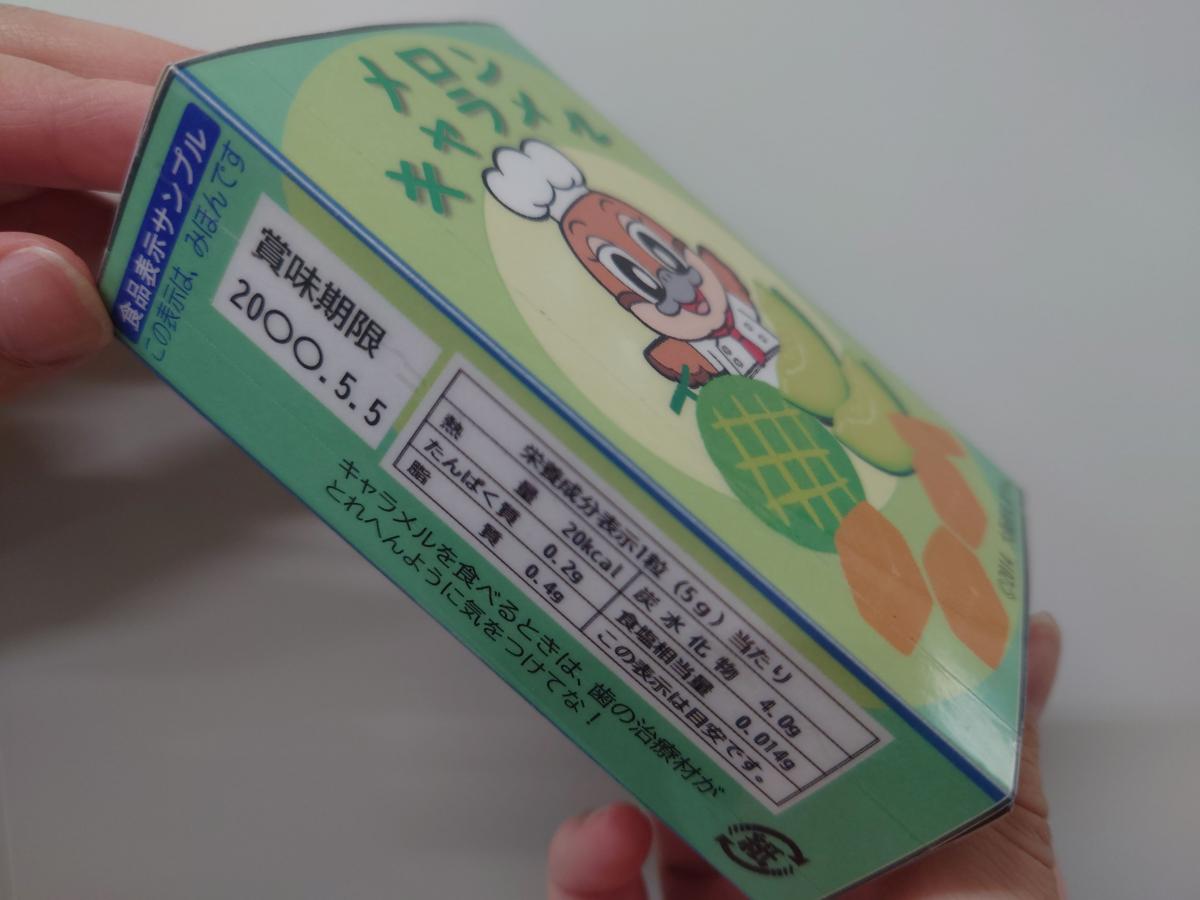 メロン
キャラメル
食品表示サンプル
この表示は、みほんです
賞味期限
20〇〇.5.5
栄養成分表示1粒(5g)当たり
熱量 20kcal 炭水化物 4.0g
たんぱく質 0.2g 食塩相当量 0.014g
脂質 0.4g この表示は目安です。
キャラメルを食べるときは、歯の治療材が
とれへんように気をつけてな!